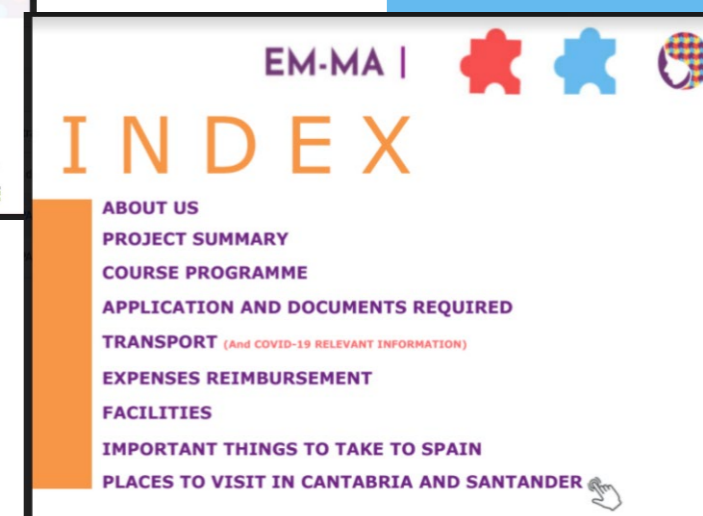 EM-MA |
INDEX
ABOUT US
PROJECT SUMMARY
COURSE PROGRAMME
APPLICATION AND DOCUMENTS REQUIRED
TRANSPORT (And COVID-19 RELEVANT INFORMATION)
EXPENSES REIMBURSEMENT
FACILITIES
IMPORTANT THINGS TO TAKE TO SPAIN
PLACES TO VISIT IN CANTABRIA AND SANTANDER